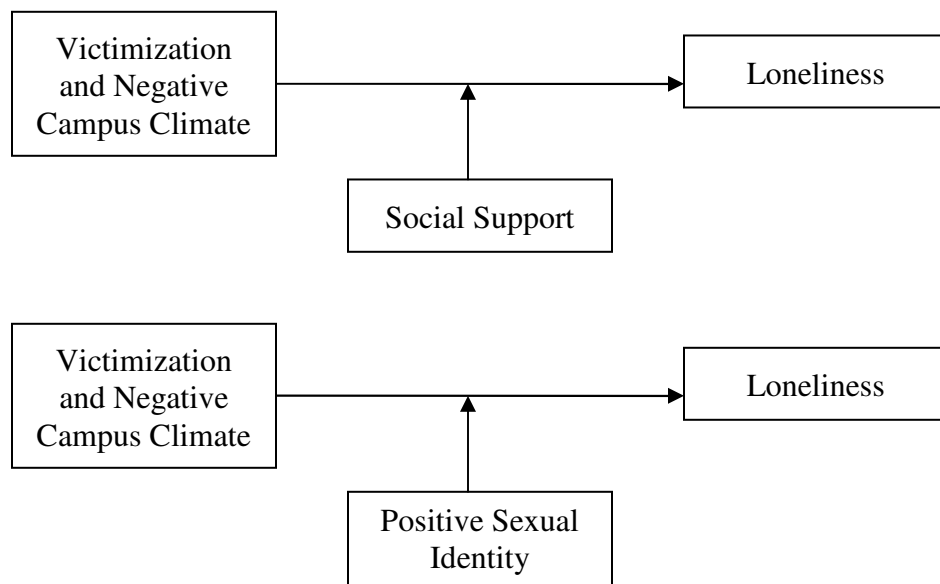 Victimization
and Negative
Campus Climate
Loneliness
Social Support
Victimization
and Negative
Campus Climate
Loneliness
Positive Sexual
Identity